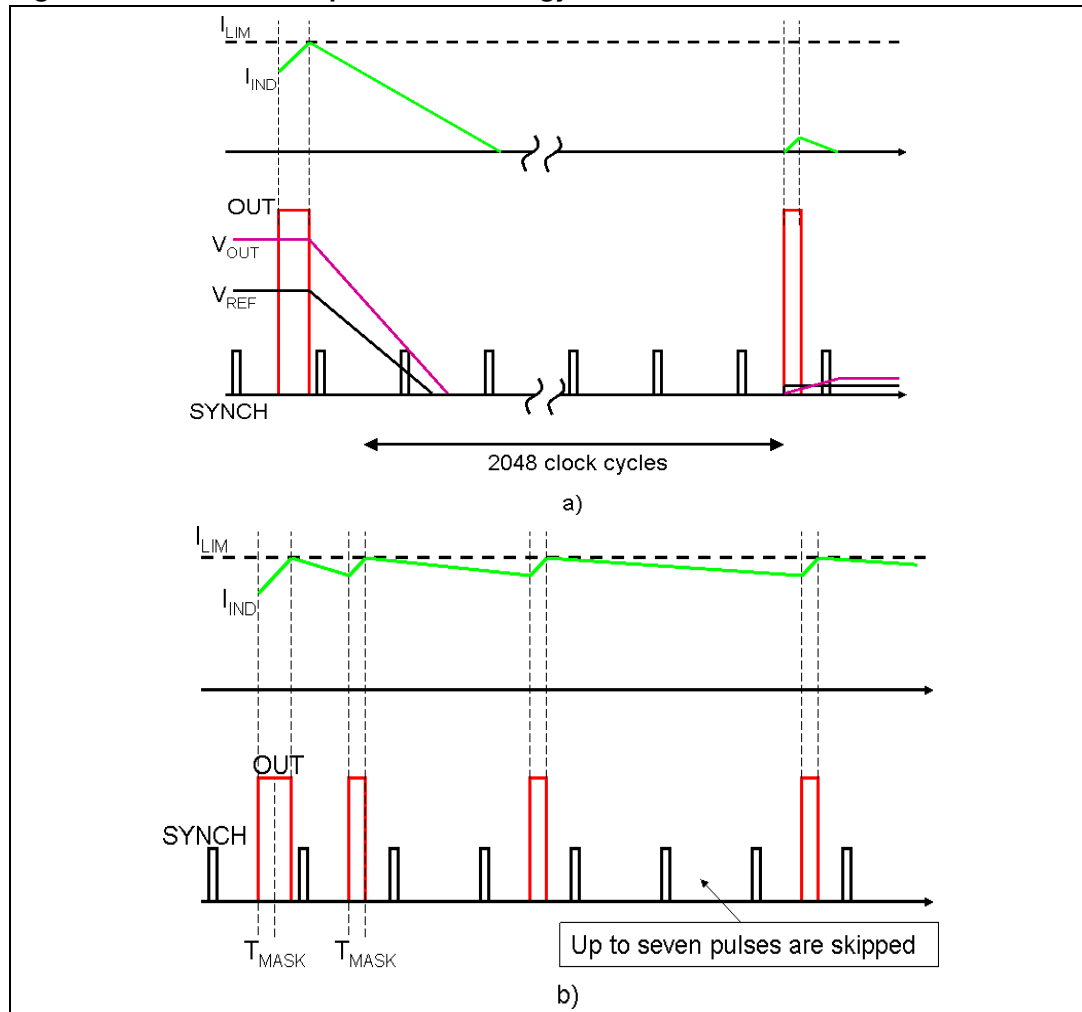 I_LIM
I_IND
OUT
V_OUT
V_REF
SYNCH
2048 clock cycles
a)
I_LIM
I_IND
OUT
SYNCH
T_MASK T_MASK
Up to seven pulses are skipped
b)